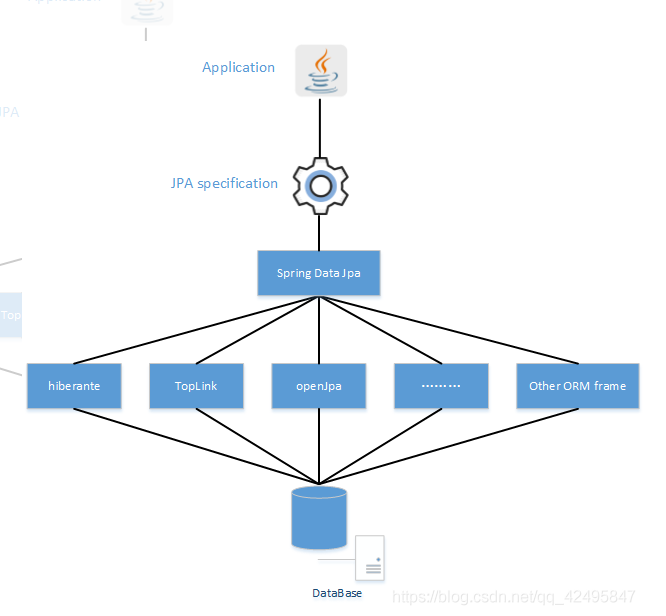 Application
Application
JPA specification
JPA
Spring Data Jpa
Top
hiberante
TopLink
openJpa
………
Other ORM frame
DataBase
https://blog.csdn.net/qq_42495847